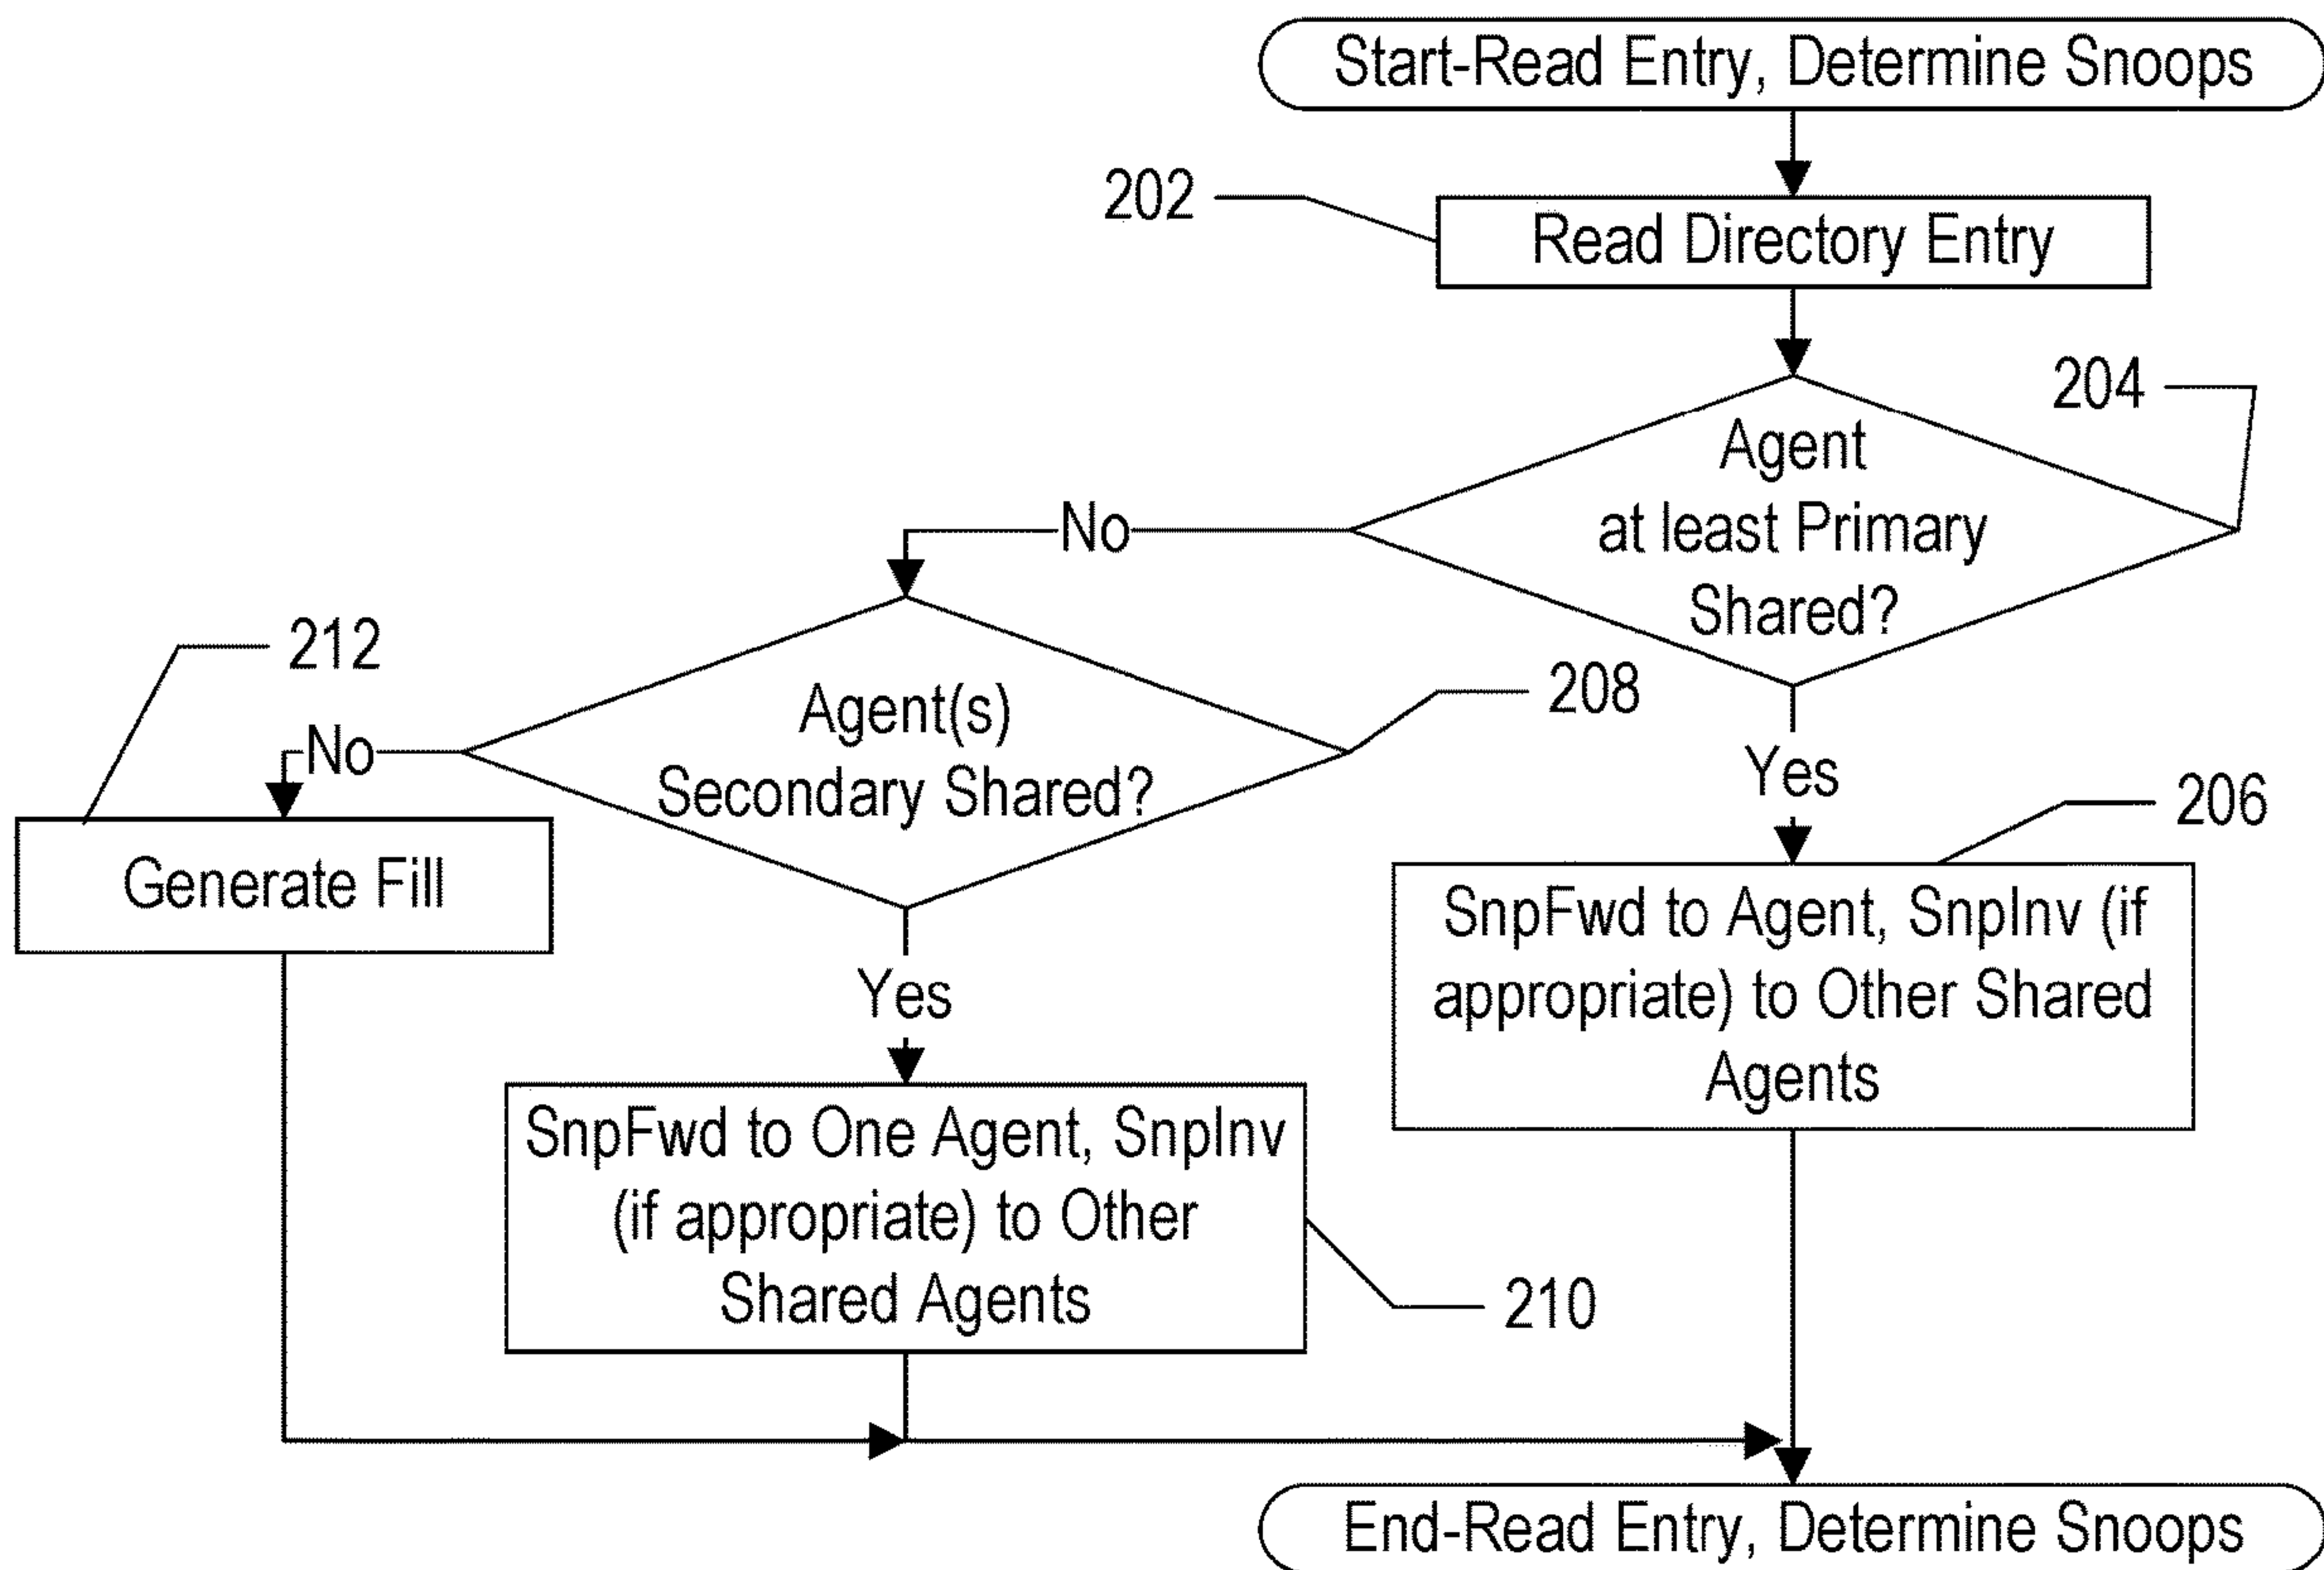 Start-Read Entry, Determine Snoops
202
Read Directory Entry
204
Agent
at least Primary
Shared?
No
212
208
Agent(s)
Secondary Shared?
No
Yes
206
Generate Fill
SnpFwd to Agent, SnpInv (if
appropriate) to Other Shared
Agents
Yes
SnpFwd to One Agent, SnpInv
(if appropriate) to Other
Shared Agents
210
End-Read Entry, Determine Snoops